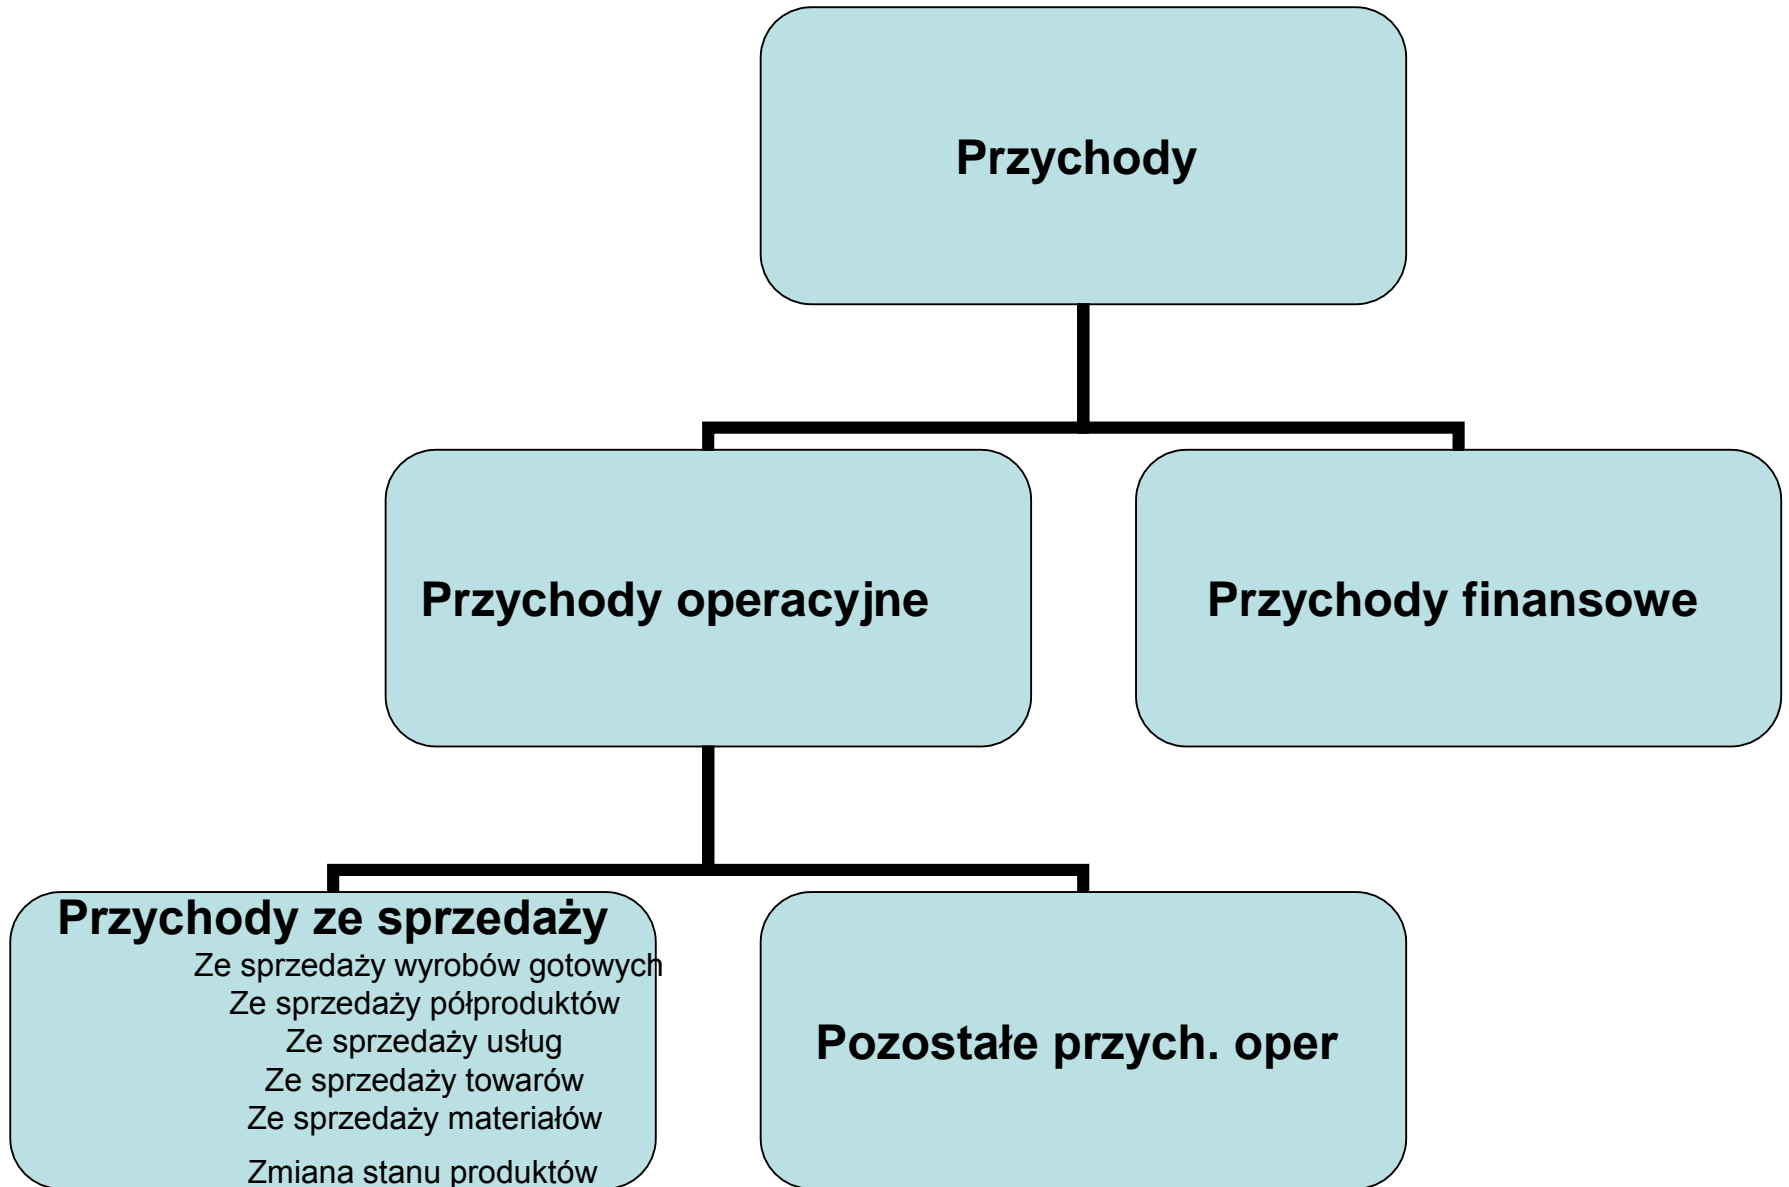 Przychody
Przychody operacyjne
Przychody finansowe
Przychody ze sprzedaży
Ze sprzedaży wyrobów gotowych
Ze sprzedaży półproduktów
Ze sprzedaży usług
Ze sprzedaży towarów
Ze sprzedaży materiałów
Zmiana stanu produktów
Pozostałe przych. oper